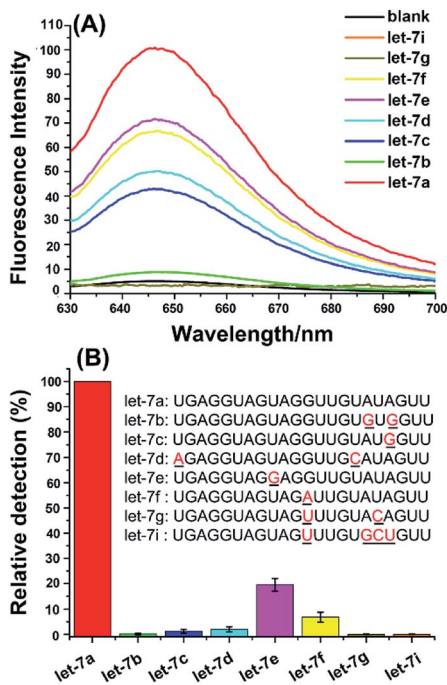 (A)
blank
let-7i
let-7g
let-7f
let-7e
let-7d
let-7c
let-7b
let-7a
110
100
90
80
70
60
50
40
30
20
10
0
Fluorescence Intensity
630 640 650 660 670 680 690 700
Wavelength/nm
(B)
100
90
80
70
60
50
40
30
20
10
0
Relative detection (%)
let-7a: UGAGGUAGUAGGUUGUAUAGUU
let-7b: UGAGGUAGUAGGUUGUGUGGUU
let-7c: UGAGGUAGUAGGUUGUAUGGUU
let-7d: AGAGGUAGUAGGUUGCAUAGUU
let-7e: UGAGGUAGGAGGUUGUAUAGUU
let-7f: UGAGGUAGUAGAUUGUAUAGUU
let-7g: UGAGGUAGUAGUUUGUACAGUU
let-7i : UGAGGUAGUAGUUUGUGCUGUU
let-7a let-7b let-7c let-7d let-7e let-7f let-7g let-7i